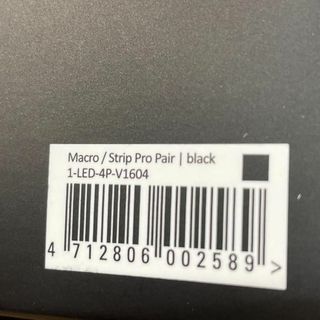 Macro / Strip Pro Pair | black
1-LED-4P-V1604
4 712806 002589 >